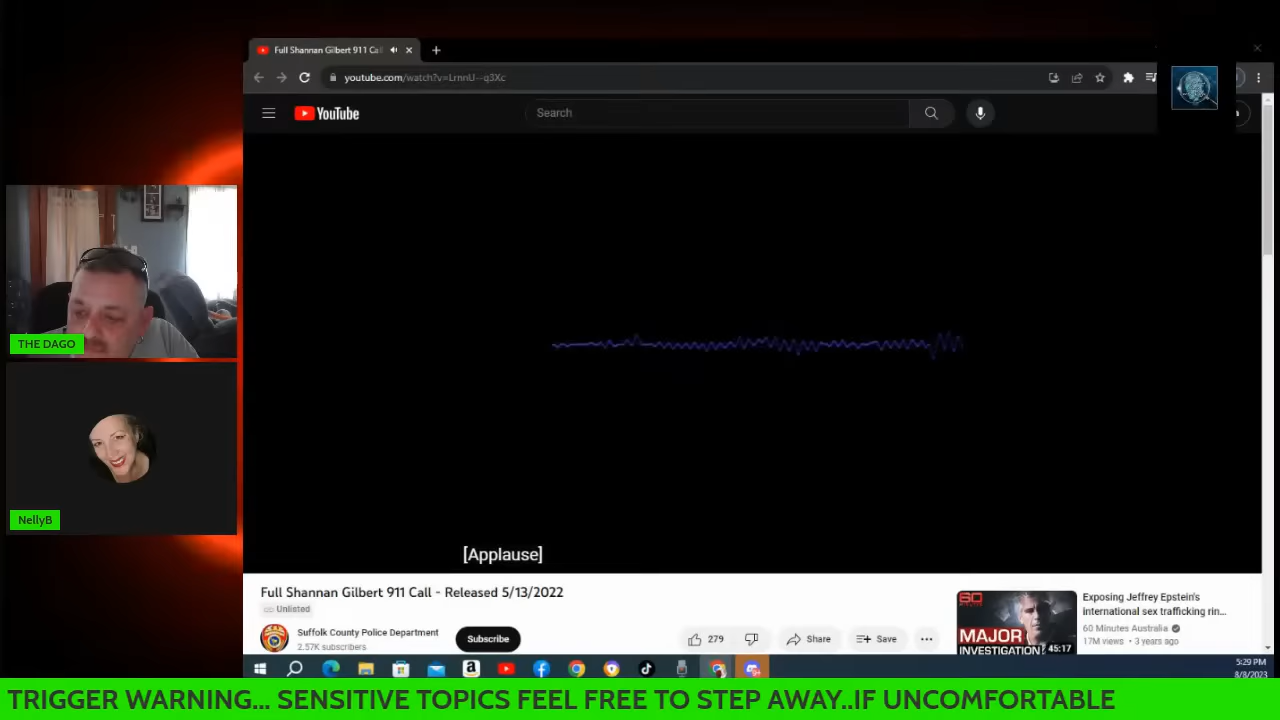 Full Shannan Gilbert 911 Call
youtube.com/watch?v=LrnnU--q3Xc
YouTube
Search
THE DAGO
NellyB
[Applause]
Full Shannan Gilbert 911 Call - Released 5/13/2022
Unlisted
Suffolk County Police Department
2.57K subscribers
Subscribe
279
Share
Save
60
MAJOR
INVESTIGATION
45:17
Exposing Jeffrey Epstein's
international sex trafficking rin...
60 Minutes Australia
17M views • 3 years ago
5:29 PM
8/8/2023
TRIGGER WARNING... SENSITIVE TOPICS FEEL FREE TO STEP AWAY..IF UNCOMFORTABLE